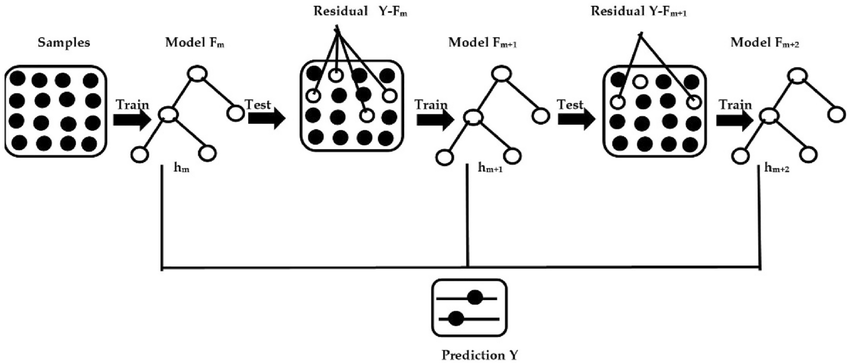 Residual Y-Fm
Residual Y-Fm+1
Samples
Model Fm
Model Fm+1
Model Fm+2
Train
Test
Train
Test
Train
hm
hm+1
hm+2
Prediction Y